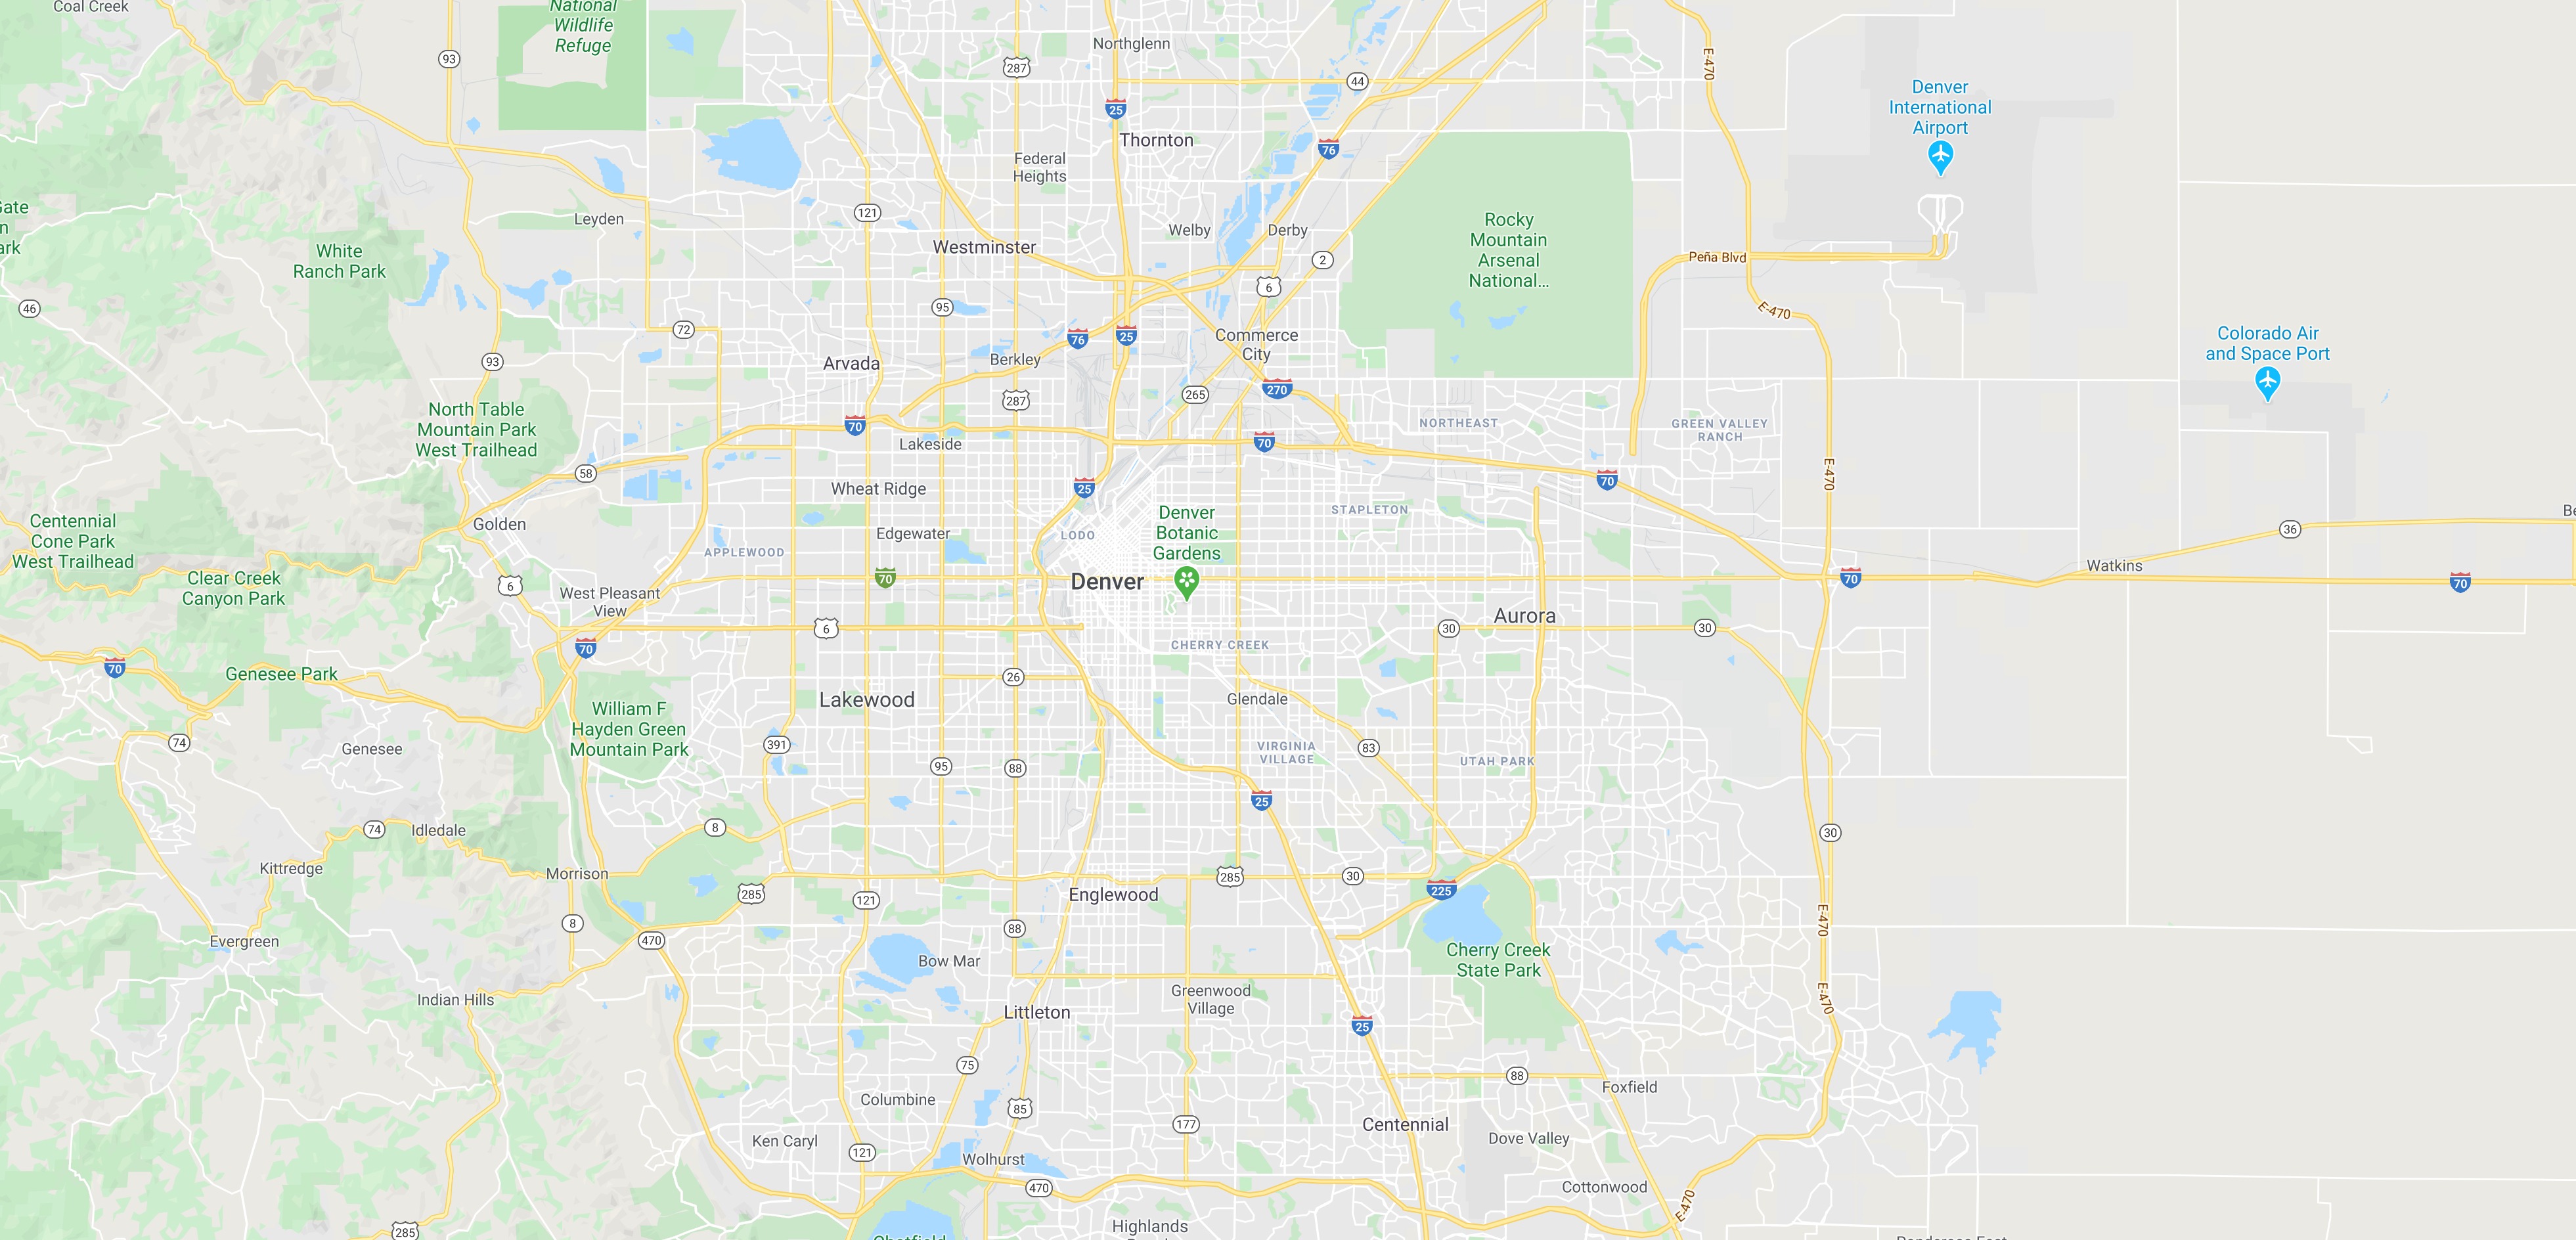 Coal Creek
National
Wildlife
Refuge
Northglenn
93
287
44
E-470
25
Denver
International
Airport
Thornton
76
Federal
Heights
Gate
n
ark
121
Leyden
Rocky
Mountain
Arsenal
National...
White
Ranch Park
Westminster
Welby
Derby
2
Peña Blvd
6
46
95
E-470
72
76
25
Commerce
City
Colorado Air
and Space Port
93
Arvada
Berkley
270
265
287
North Table
Mountain Park
West Trailhead
70
Lakeside
70
NORTHEAST
GREEN VALLEY
RANCH
58
E-470
70
Wheat Ridge
25
Centennial
Cone Park
West Trailhead
Golden
Edgewater
LODO
Denver
Botanic
Gardens
STAPLETON
Be
36
APPLEWOOD
Watkins
Clear Creek
Canyon Park
6
West Pleasant
View
70
Denver
70
70
Aurora
6
30
30
70
CHERRY CREEK
70
Genesee Park
26
Lakewood
Glendale
William F
Hayden Green
Mountain Park
74
Genesee
391
VIRGINIA
VILLAGE
83
UTAH PARK
95
88
25
74
Idledale
8
30
Kittredge
Morrison
285
285
30
225
121
Englewood
8
470
88
E-470
Evergreen
Bow Mar
Cherry Creek
State Park
Indian Hills
Greenwood
Village
E-470
Littleton
25
75
88
Foxfield
Columbine
85
177
Centennial
Ken Caryl
Dove Valley
121
Wolhurst
470
Cottonwood
E-470
285
Highlands